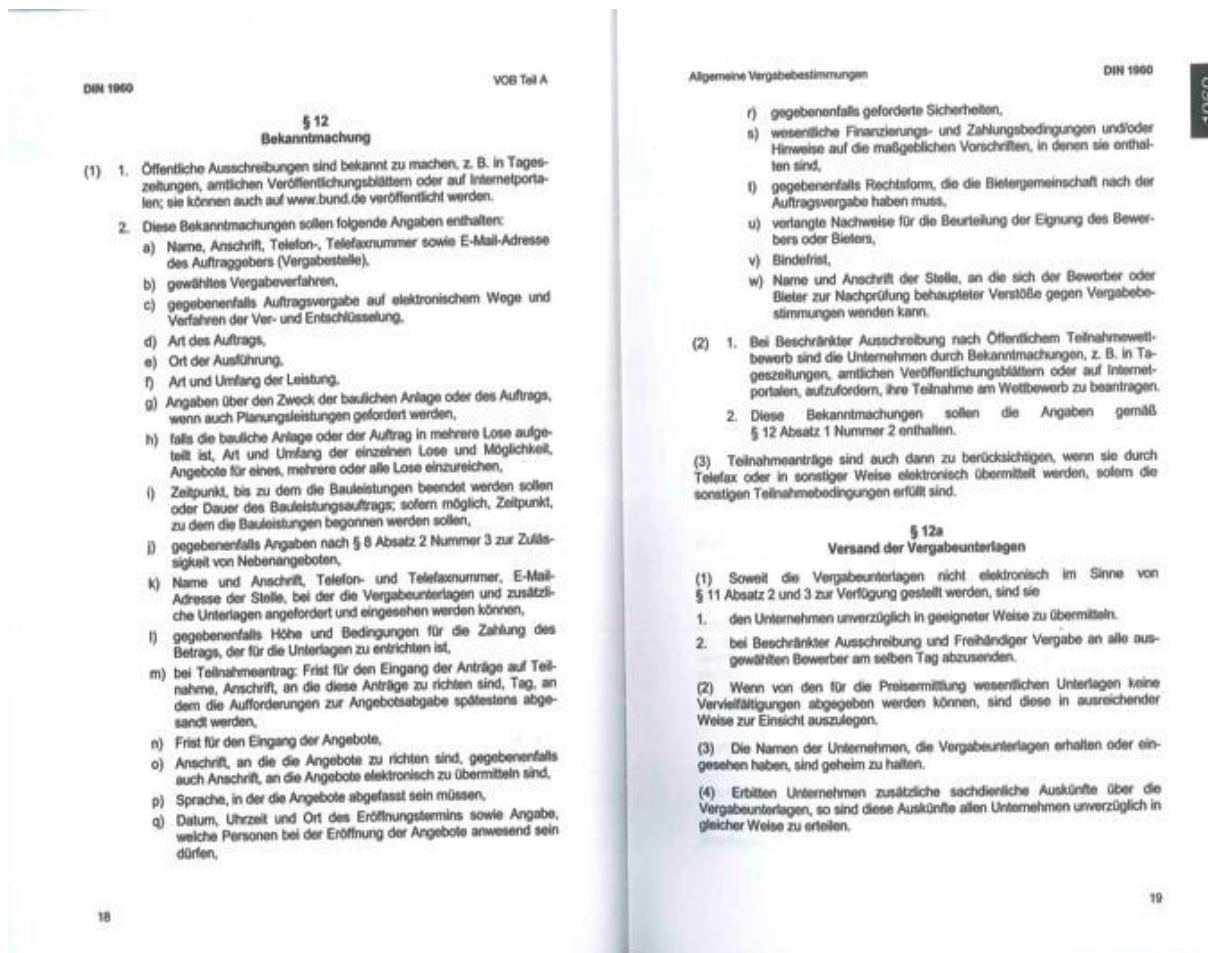 DIN 1960
VOB Teil A
§ 12
Bekanntmachung
(1) 1. Öffentliche Ausschreibungen sind bekannt zu machen, z. B. in Tages-
zeitungen, amtlichen Veröffentlichungsblättern oder auf Internetporta-
len; sie können auch auf www.bund.de veröffentlicht werden.
2. Diese Bekanntmachungen sollen folgende Angaben enthalten:
a) Name, Anschrift, Telefon-, Telefaxnummer sowie E-Mail-Adresse
des Auftraggebers (Vergabestelle),
b) gewähltes Vergabeverfahren,
c) gegebenenfalls Auftragsvergabe auf elektronischem Wege und
Verfahren der Ver- und Entschlüsselung,
d) Art des Auftrags,
e) Ort der Ausführung,
f) Art und Umfang der Leistung,
g) Angaben über den Zweck der baulichen Anlage oder des Auftrags,
wenn auch Planungsleistungen gefordert werden,
h) falls die bauliche Anlage oder der Auftrag in mehrere Lose aufge-
teilt ist, Art und Umfang der einzelnen Lose und Möglichkeit,
Angebote für eines, mehrere oder alle Lose einzureichen,
i) Zeitpunkt, bis zu dem die Bauleistungen beendet werden sollen
oder Dauer des Bauleistungsauftrags; sofern möglich, Zeitpunkt,
zu dem die Bauleistungen begonnen werden sollen,
j) gegebenenfalls Angaben nach § 8 Absatz 2 Nummer 3 zur Zuläs-
sigkeit von Nebenangeboten,
k) Name und Anschrift, Telefon- und Telefaxnummer, E-Mail-
Adresse der Stelle, bei der die Vergabeunterlagen und zusätzli-
che Unterlagen angefordert und eingesehen werden können,
l) gegebenenfalls Höhe und Bedingungen für die Zahlung des
Betrags, der für die Unterlagen zu entrichten ist,
m) bei Teilnahmeantrag: Frist für den Eingang der Anträge auf Teil-
nahme, Anschrift, an die diese Anträge zu richten sind, Tag, an
dem die Aufforderungen zur Angebotsabgabe spätestens abge-
sandt werden,
n) Frist für den Eingang der Angebote,
o) Anschrift, an die die Angebote zu richten sind, gegebenenfalls
auch Anschrift, an die Angebote elektronisch zu übermitteln sind,
p) Sprache, in der die Angebote abgefasst sein müssen,
q) Datum, Uhrzeit und Ort des Eröffnungstermins sowie Angabe,
welche Personen bei der Eröffnung der Angebote anwesend sein
dürfen,
18
Allgemeine Vergabebestimmungen
DIN 1960
1960
r) gegebenenfalls geforderte Sicherheiten,
s) wesentliche Finanzierungs- und Zahlungsbedingungen und/oder
Hinweise auf die maßgeblichen Vorschriften, in denen sie enthal-
ten sind,
t) gegebenenfalls Rechtsform, die die Bietergemeinschaft nach der
Auftragsvergabe haben muss,
u) verlangte Nachweise für die Beurteilung der Eignung des Bewer-
bers oder Bieters,
v) Bindefrist,
w) Name und Anschrift der Stelle, an die sich der Bewerber oder
Bieter zur Nachprüfung behaupteter Verstöße gegen Vergabebe-
stimmungen wenden kann.
(2) 1. Bei Beschränkter Ausschreibung nach Öffentlichem Teilnahmewett-
bewerb sind die Unternehmen durch Bekanntmachungen, z. B. in Ta-
geszeitungen, amtlichen Veröffentlichungsblättern oder auf Internet-
portalen, aufzufordern, ihre Teilnahme am Wettbewerb zu beantragen.
2. Diese Bekanntmachungen sollen die Angaben gemäß
§ 12 Absatz 1 Nummer 2 enthalten.
(3) Teilnahmeanträge sind auch dann zu berücksichtigen, wenn sie durch
Telefax oder in sonstiger Weise elektronisch übermittelt werden, sofern die
sonstigen Teilnahmebedingungen erfüllt sind.
§ 12a
Versand der Vergabeunterlagen
(1) Soweit die Vergabeunterlagen nicht elektronisch im Sinne von
§ 11 Absatz 2 und 3 zur Verfügung gestellt werden, sind sie
1. den Unternehmen unverzüglich in geeigneter Weise zu übermitteln.
2. bei Beschränkter Ausschreibung und Freihändiger Vergabe an alle aus-
gewählten Bewerber am selben Tag abzusenden.
(2) Wenn von den für die Preisermittlung wesentlichen Unterlagen keine
Vervielfältigungen abgegeben werden können, sind diese in ausreichender
Weise zur Einsicht auszulegen.
(3) Die Namen der Unternehmen, die Vergabeunterlagen erhalten oder ein-
gesehen haben, sind geheim zu halten.
(4) Erbitten Unternehmen zusätzliche sachdienliche Auskünfte über die
Vergabeunterlagen, so sind diese Auskünfte allen Unternehmen unverzüglich in
gleicher Weise zu erteilen.
19